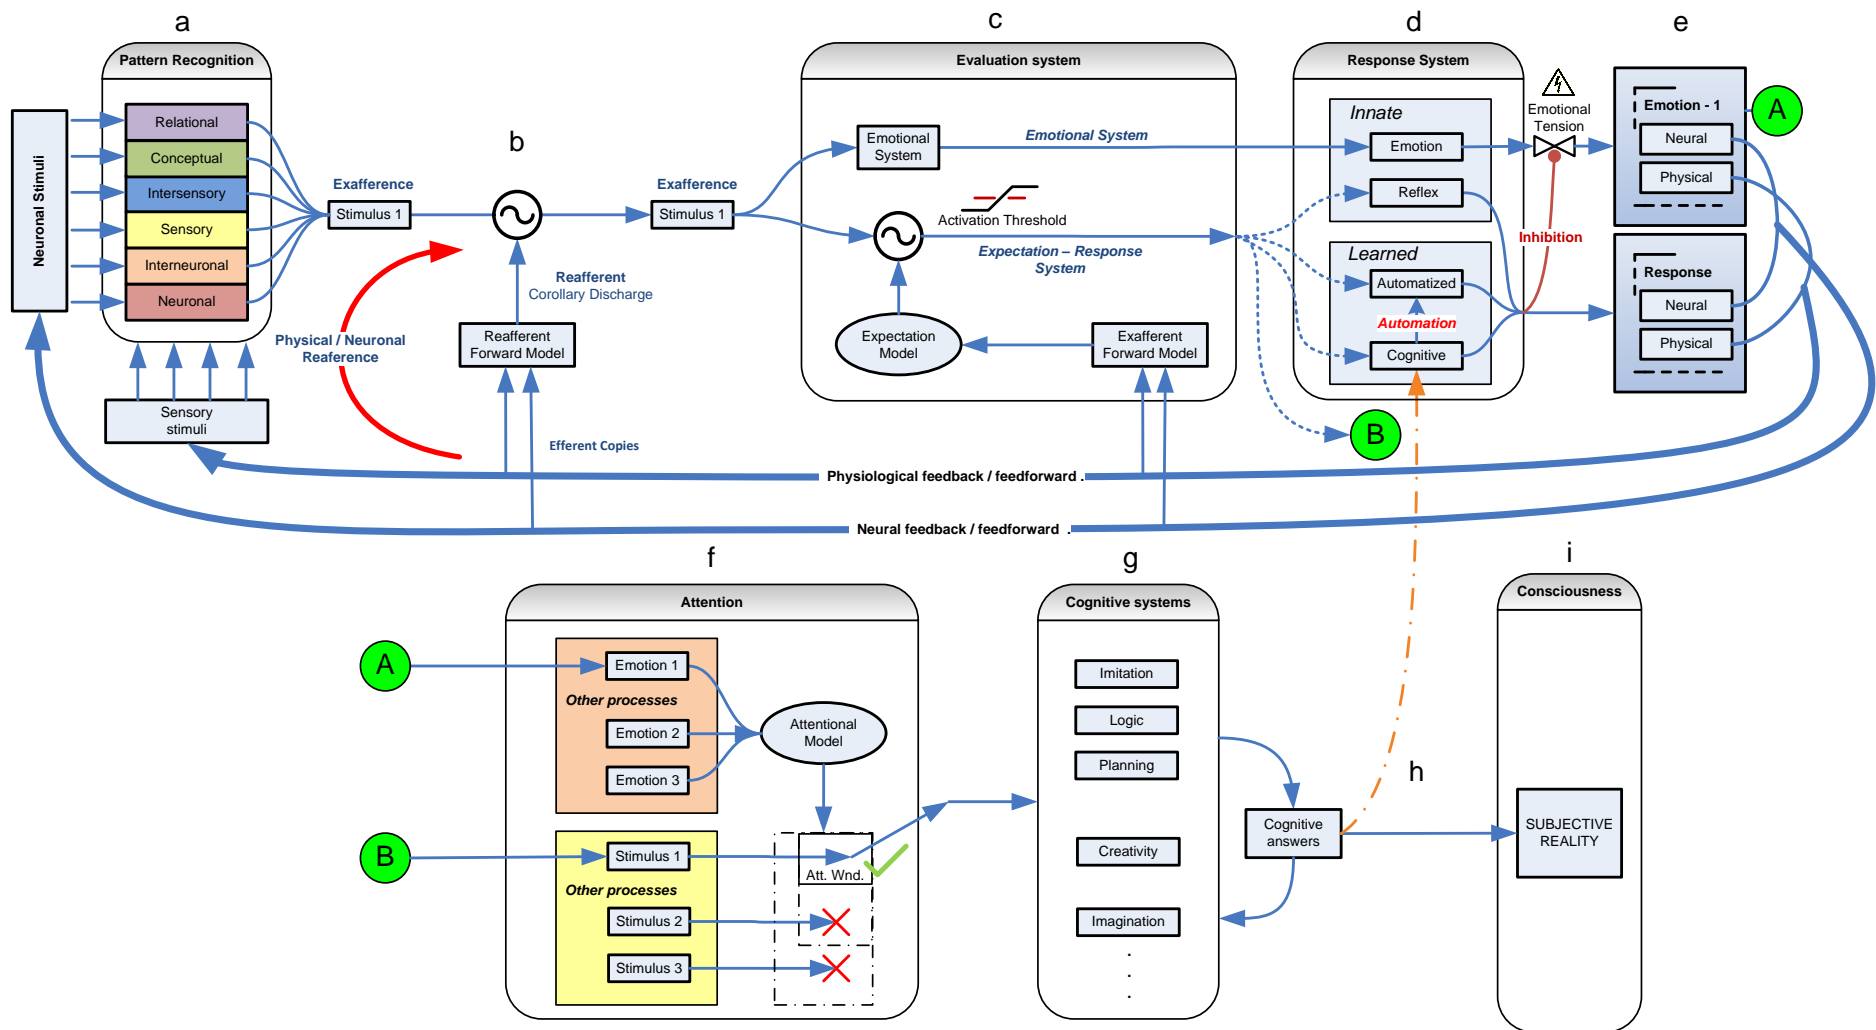 a
Pattern Recognition
Neuronal Stimuli
Relational
Conceptual
Intersensory
Sensory
Interneuronal
Neuronal
Sensory
stimuli
Exafference
Stimulus 1
b
Reafferent
Corollary Discharge
Reafferent
Forward Model
Physical / Neuronal
Reaference
Efferent Copies
Exafference
Stimulus 1
c
Evaluation system
Emotional
System
Emotional System
Activation Threshold
Expectation – Response
System
Expectation
Model
Exafferent
Forward Model
d
Response System
Innate
Emotion
Reflex
Learned
Automatized
Automation
Cognitive
Emotional
Tension
Inhibition
B
e
Emotion - 1
Neural
Physical
A
Response
Neural
Physical
Physiological feedback / feedforward .
Neural feedback / feedforward .
f
Attention
A
Emotion 1
Other processes
Emotion 2
Emotion 3
Attentional
Model
B
Stimulus 1
Other processes
Stimulus 2
Stimulus 3
Att. Wnd.
g
Cognitive systems
Imitation
Logic
Planning
Creativity
Imagination
.
.
.
h
Cognitive
answers
i
Consciousness
SUBJECTIVE
REALITY